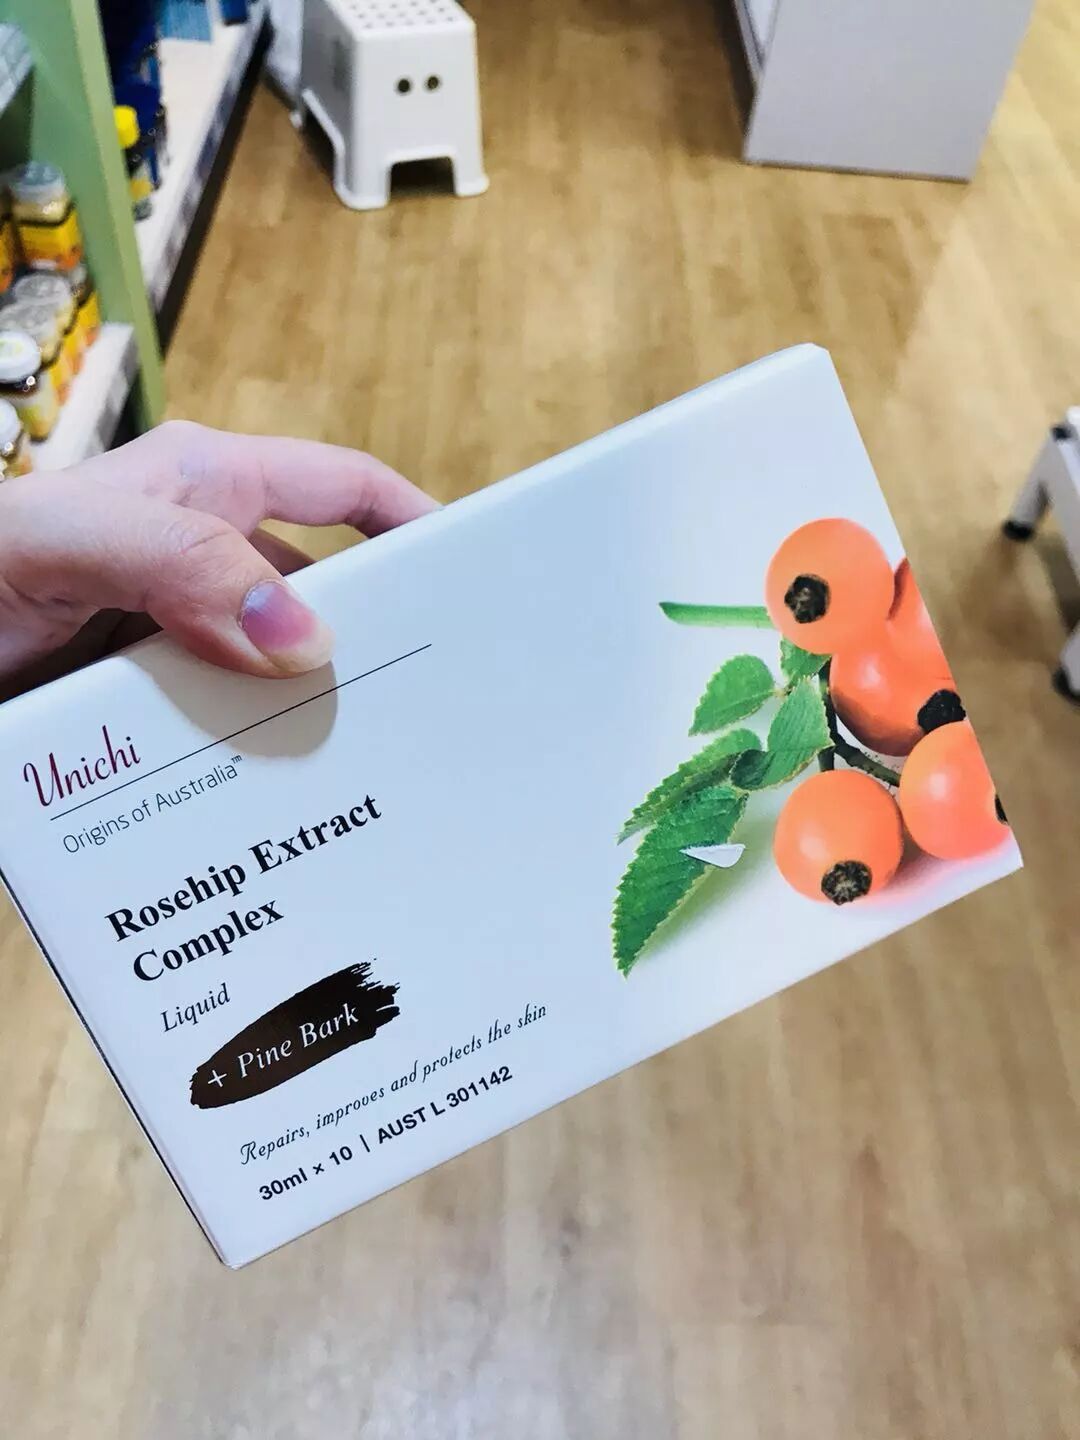 Unichi
Origins of Australia™
Rosehip Extract
Complex
Liquid
+ Pine Bark
Repairs, improves and protects the skin
30ml × 10 | AUST L 301142